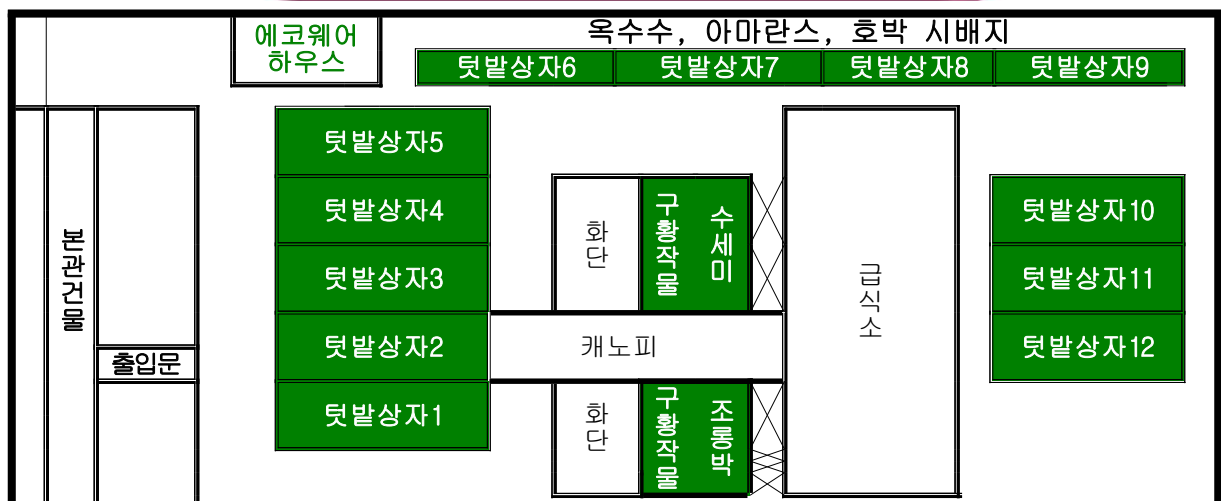 에코웨어
하우스
옥수수, 아마란스, 호박 시배지
텃밭상자6
텃밭상자7
텃밭상자8
텃밭상자9
텃밭상자5
텃밭상자4
텃밭상자3
텃밭상자2
텃밭상자1
본관건물
출입문
화단
구황작물
수세미
캐노피
화단
구황작물
조롱박
급식소
텃밭상자10
텃밭상자11
텃밭상자12